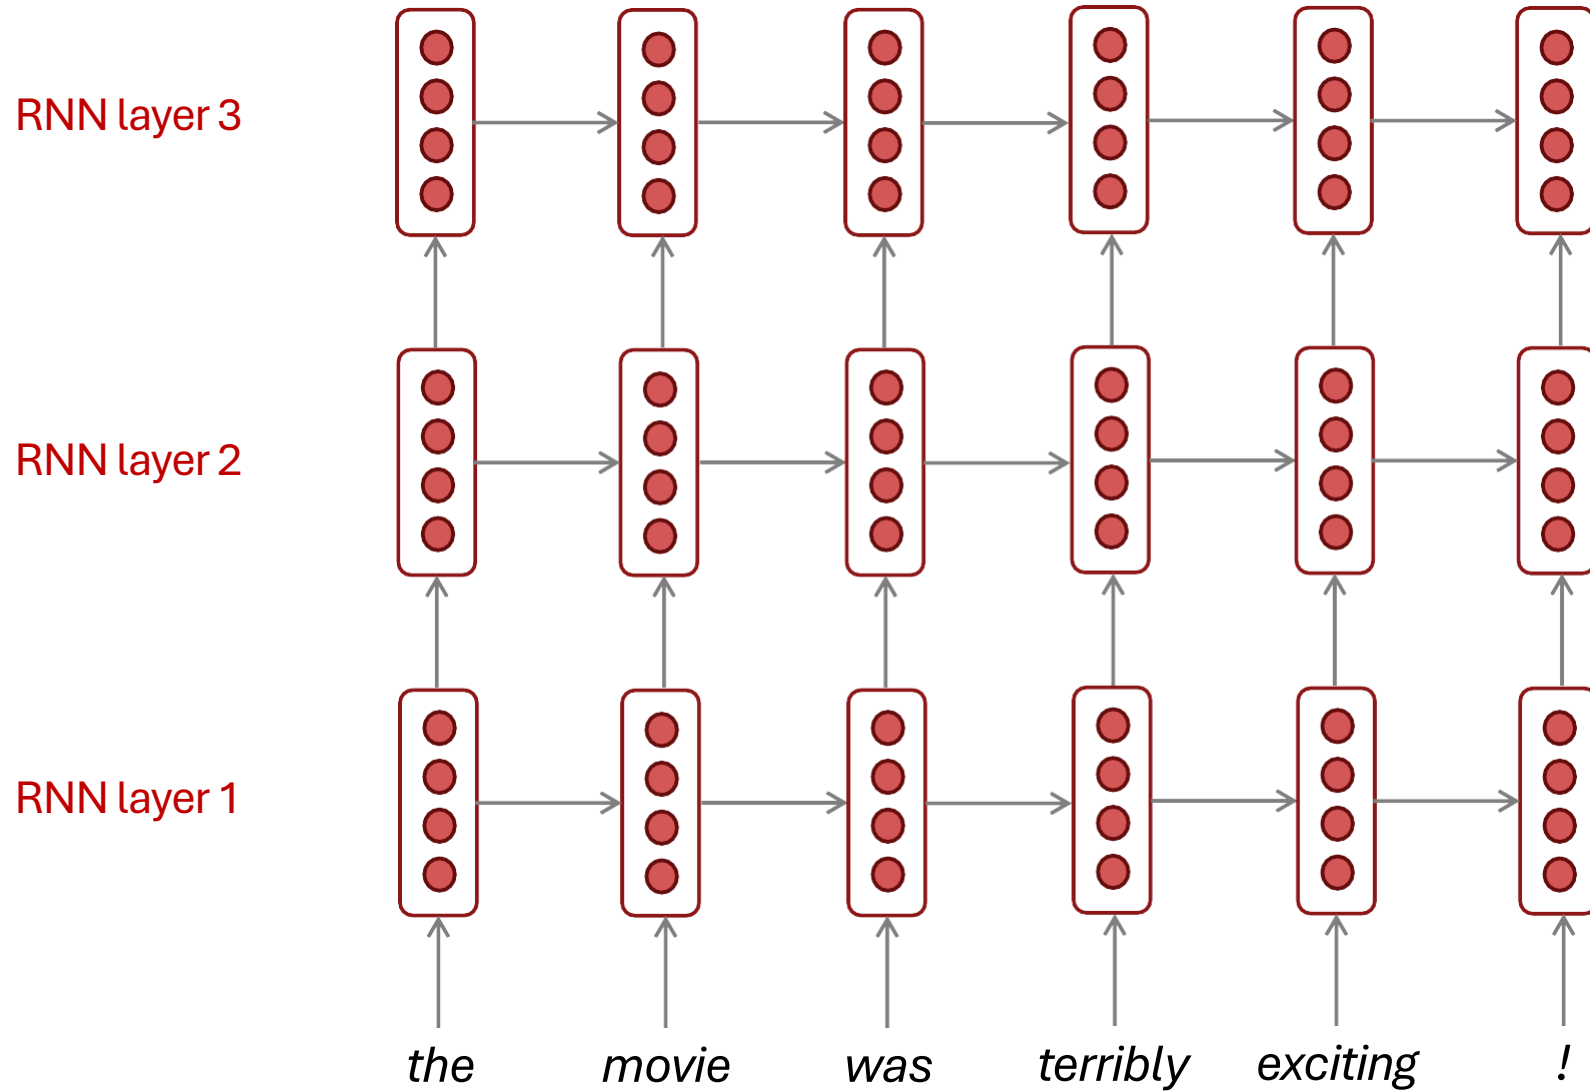 RNN layer 3
RNN layer 2
RNN layer 1
the movie was terribly exciting !